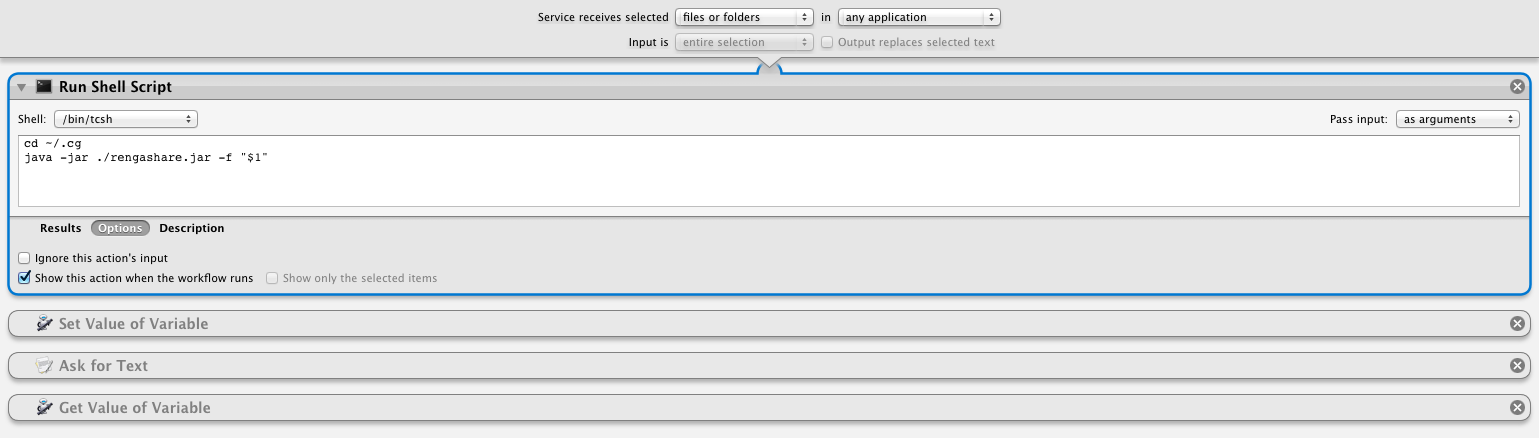 Service receives selected files or folders in any application
Input is entire selection Output replaces selected text
Run Shell Script
Shell: /bin/tcsh Pass input: as arguments
cd ~/.cg
java -jar ./rengashare.jar -f "$1"
Results Options Description
Ignore this action's input
Show this action when the workflow runs Show only the selected items
Set Value of Variable
Ask for Text
Get Value of Variable